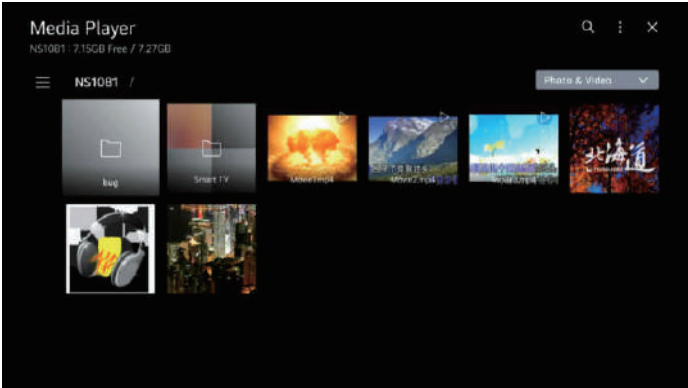 Media Player
NS1081 : 7.15GB Free / 7.27GB
NS1081 /
Photo & Video
bug
Smart TV
Movie1.mp4
Movie2.mp4
北海道